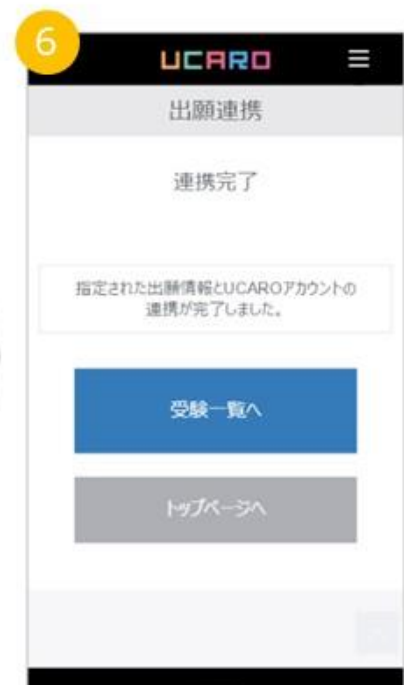 6
UCARO
出願連携
連携完了
指定された出願情報とUCAROアカウントの
連携が完了しました。
受験一覧へ
トップページへ